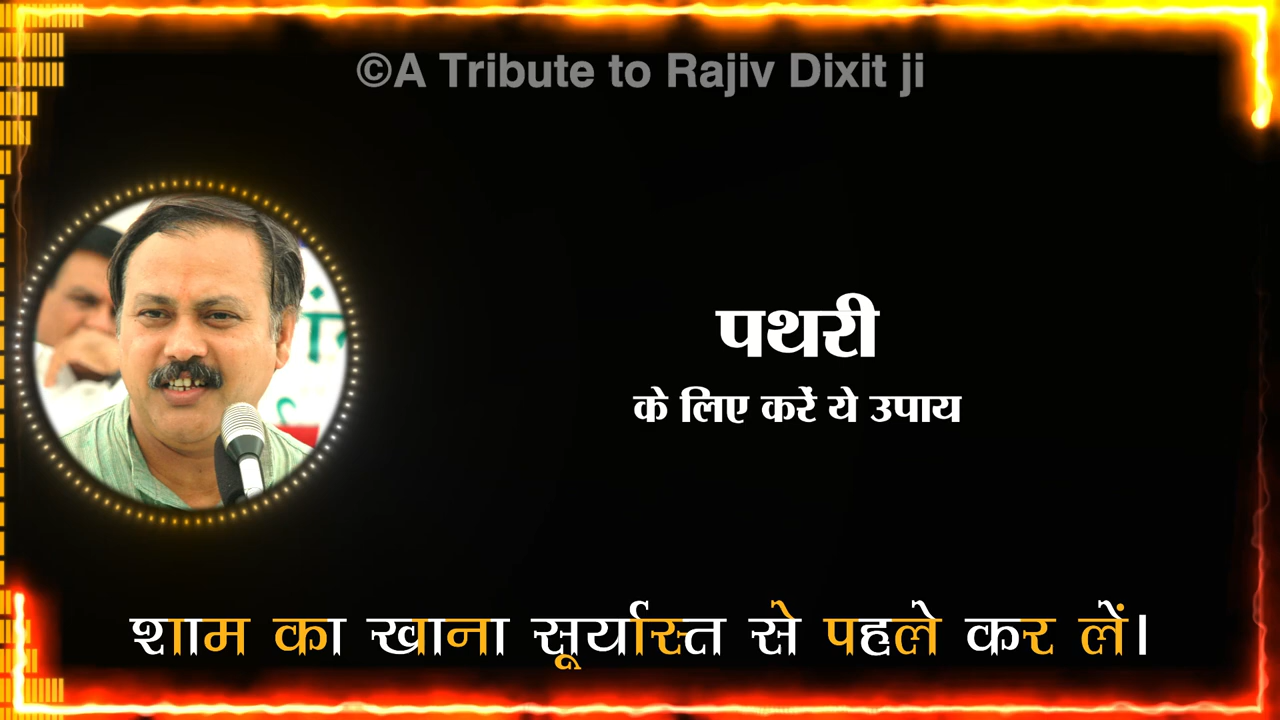 ©A Tribute to Rajiv Dixit ji
पथरी
के लिए करें ये उपाय
शाम का खाना सूर्यास्त से पहले कर लें।